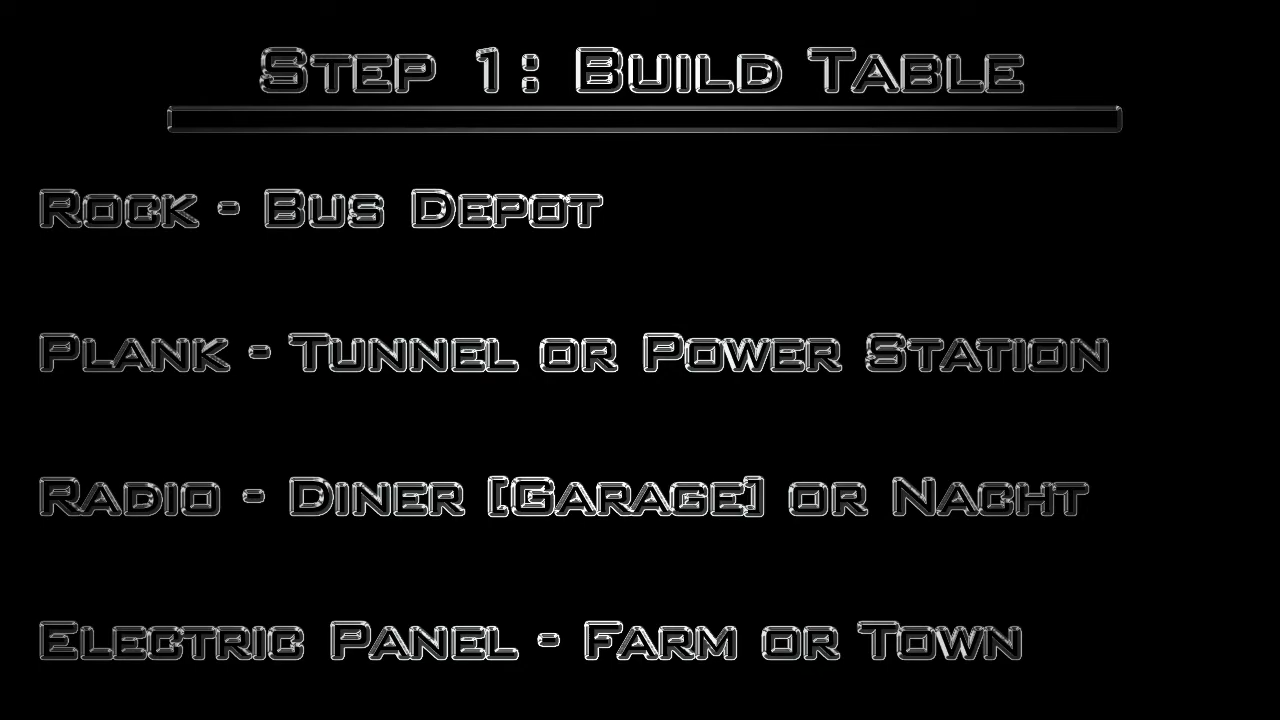 Step 1: Build Table
Rock - Bus Depot
Plank - Tunnel or Power Station
Radio - Diner [Garage] or Nacht
Electric Panel - Farm or Town